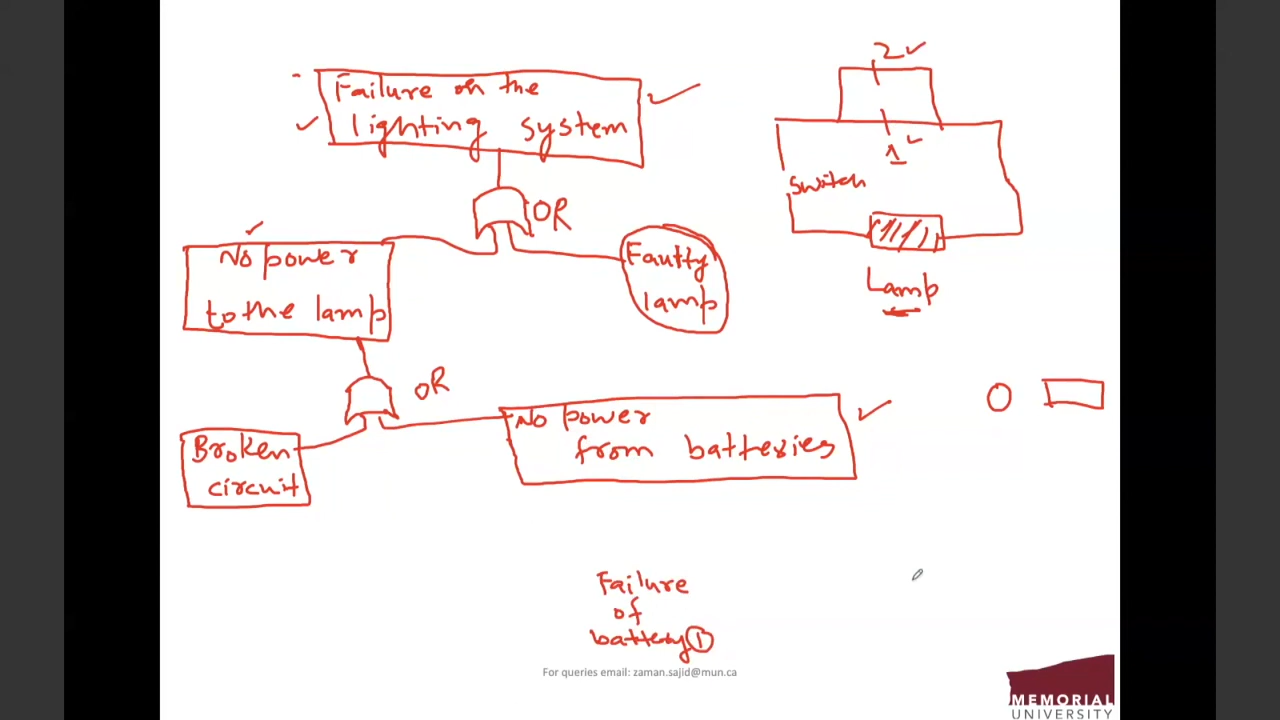 Failure on the
lighting system
OR
No power
to the lamp
Faulty
lamp
OR
Broken
circuit
No power
from batteries
Failure
of
battery 1
2
1
Switch
Lamp
For queries email: zaman.sajid@mun.ca
MEMORIAL
UNIVERSITY